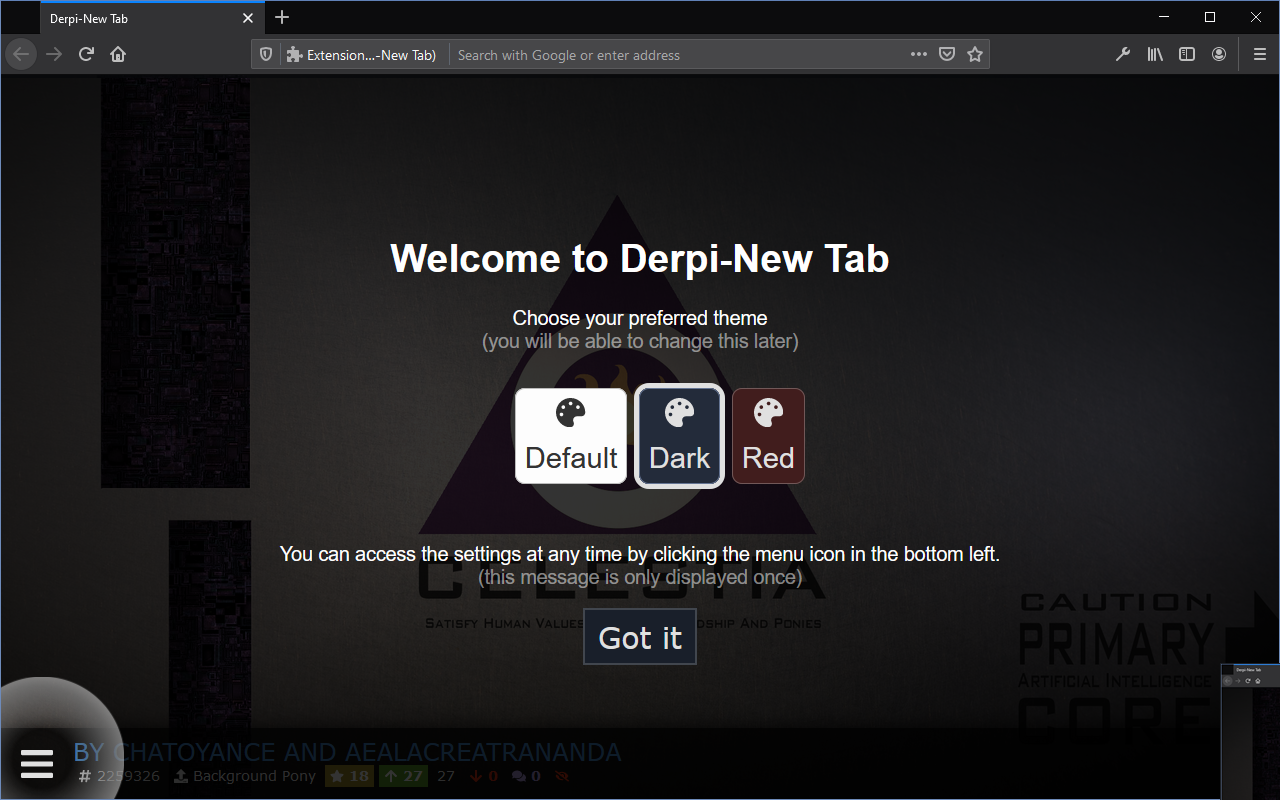 Derpi-New Tab
Extension...-New Tab)
Search with Google or enter address
Welcome to Derpi-New Tab
Choose your preferred theme
(you will be able to change this later)
Default
Dark
Red
You can access the settings at any time by clicking the menu icon in the bottom left.
CELESTIA
(this message is only displayed once)
Satisfy Human Values
dship And Ponies
Got it
CAUTION
PRIMARY
Artificial Intelligence
CORE
Derpi-New Tab
BY CHATOYANCE AND AEALACREATRANANDA
# 2259326 Background Pony 18 27 27 0 0